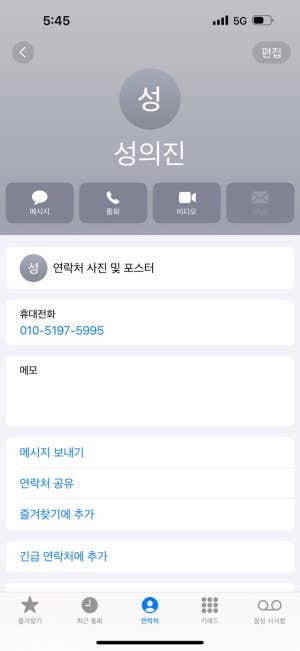 5:45
5G
편집
성
성의진
메시지
통화
비디오
Mail
성 연락처 사진 및 포스터
휴대전화
010-5197-5995
메모
메시지 보내기
연락처 공유
즐겨찾기에 추가
긴급 연락처에 추가
즐겨찾기
최근 통화
연락처
키패드
음성 사서함